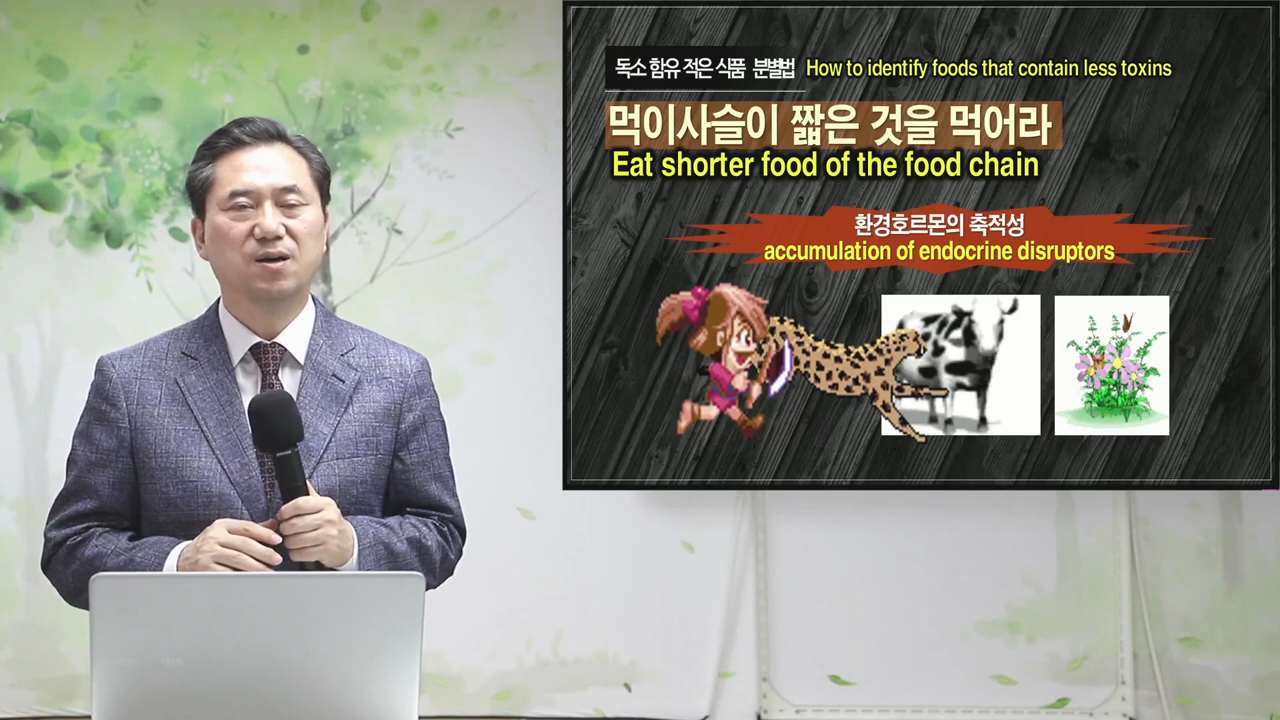 독소 함유 적은 식품 분별법 How to identify foods that contain less toxins
먹이사슬이 짧은 것을 먹어라
Eat shorter food of the food chain
환경호르몬의 축적성
accumulation of endocrine disruptors